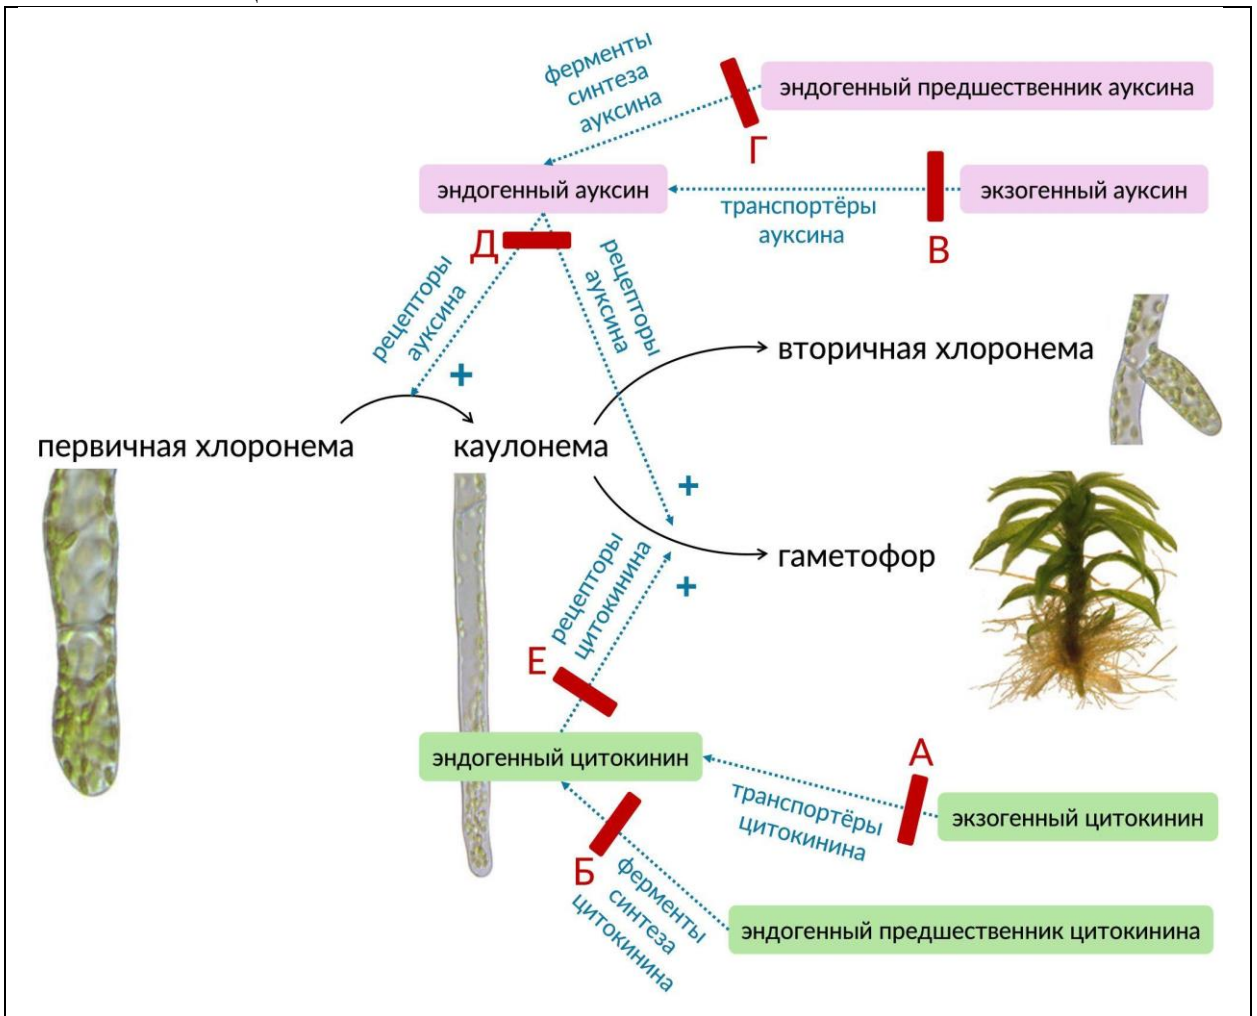 ферменты
синтеза
ауксина
эндогенный предшественник ауксина
Г
эндогенный ауксин
экзогенный ауксин
транспортёры
ауксина
В
Д
рецепторы
ауксина
рецепторы
ауксина
+
вторичная хлоронема
первичная хлоронема
каулонема
+
гаметофор
рецепторы
цитокинина
+
Е
эндогенный цитокинин
А
транспортёры
цитокинина
экзогенный цитокинин
Б
ферменты
синтеза
цитокинина
эндогенный предшественник цитокинина